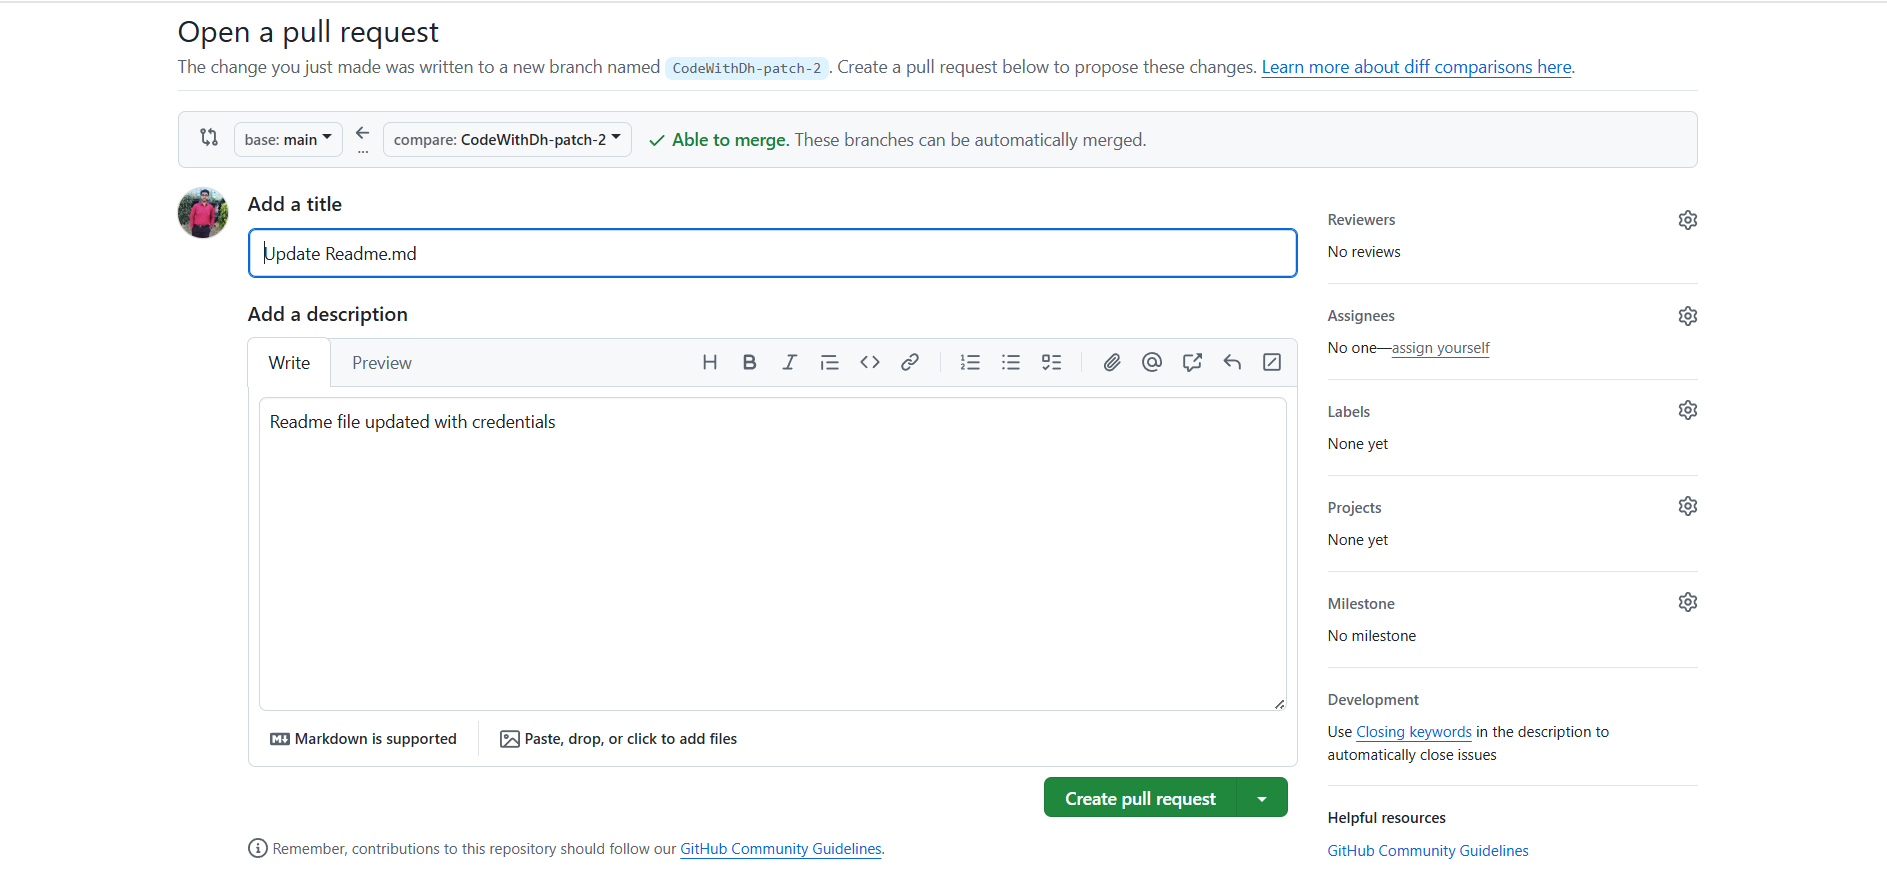 Open a pull request
The change you just made was written to a new branch named CodeWithDh-patch-2. Create a pull request below to propose these changes. Learn more about diff comparisons here.
base: main
...
compare: CodeWithDh-patch-2
Able to merge. These branches can be automatically merged.
Add a title
Update Readme.md
Add a description
Write Preview
Readme file updated with credentials
Markdown is supported
Paste, drop, or click to add files
Create pull request
Remember, contributions to this repository should follow our GitHub Community Guidelines.
Reviewers
No reviews
Assignees
No one—assign yourself
Labels
None yet
Projects
None yet
Milestone
No milestone
Development
Use Closing keywords in the description to
automatically close issues
Helpful resources
GitHub Community Guidelines